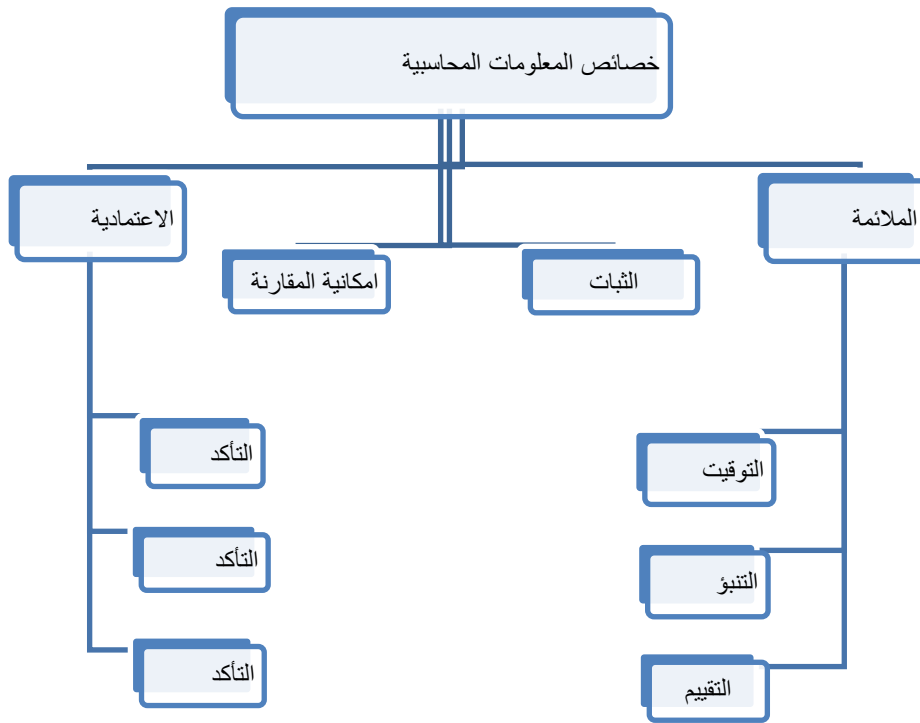 خصائص المعلومات المحاسبية
الملائمة
الاعتمادية
الثبات
امكانية المقارنة
التوقيت
التنبؤ
التقييم
التأكد
التأكد
التأكد